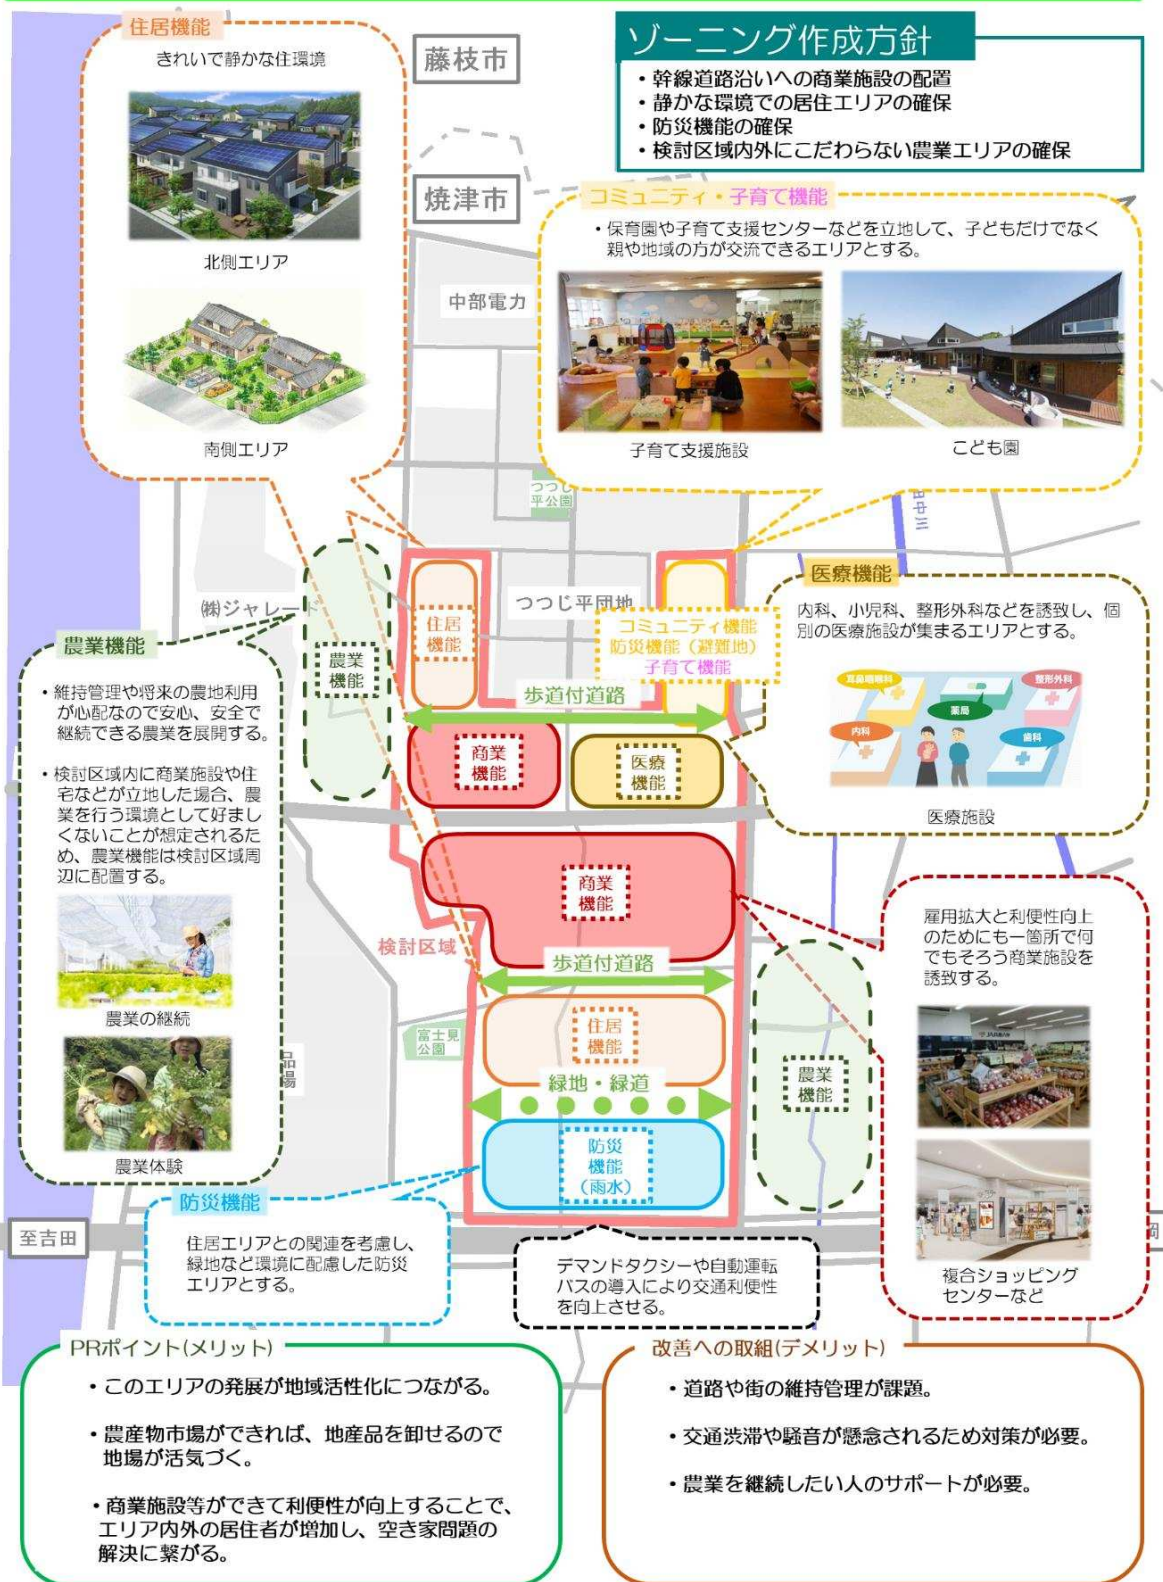 住居機能
きれいで静かな住環境
北側エリア
南側エリア
藤枝市
焼津市
ゾーニング作成方針
・幹線道路沿いへの商業施設の配置
・静かな環境での居住エリアの確保
・防災機能の確保
・検討区域内外にこだわらない農業エリアの確保
コミュニティ・子育て機能
・保育園や子育て支援センターなどを立地して、子どもだけでなく
親や地域の方が交流できるエリアとする。
子育て支援施設
こども園
中部電力
つつじ
平公園
田中川
㈱ジャレード
つつじ平団地
農業
機能
住居
機能
コミュニティ機能
防災機能（避難地）
子育て機能
歩道付道路
商業
機能
医療
機能
医療機能
内科、小児科、整形外科などを誘致し、個
別の医療施設が集まるエリアとする。
耳鼻咽喉科
薬局
整形外科
内科
歯科
医療施設
農業機能
・維持管理や将来の農地利用
が心配なので安心、安全で
継続できる農業を展開する。
・検討区域内に商業施設や住
宅などが立地した場合、農
業を行う環境として好まし
くないことが想定されるた
め、農業機能は検討区域周
辺に配置する。
農業の継続
農業体験
商業
機能
検討区域
歩道付道路
富士見
公園
住居
機能
緑地・緑道
農業
機能
防災
機能
（雨水）
品
場
雇用拡大と利便性向上
のためにも一箇所で何
でもそろう商業施設を
誘致する。
複合ショッピング
センターなど
防災機能
住居エリアとの関連を考慮し、
緑地など環境に配慮した防災
エリアとする。
至吉田
デマンドタクシーや自動運転
バスの導入により交通利便性
を向上させる。
PRポイント(メリット)
・このエリアの発展が地域活性化につながる。
・農産物市場ができれば、地産品を卸せるので
地場が活気づく。
・商業施設等ができて利便性が向上することで、
エリア内外の居住者が増加し、空き家問題の
解決に繋がる。
改善への取組(デメリット)
・道路や街の維持管理が課題。
・交通渋滞や騒音が懸念されるため対策が必要。
・農業を継続したい人のサポートが必要。